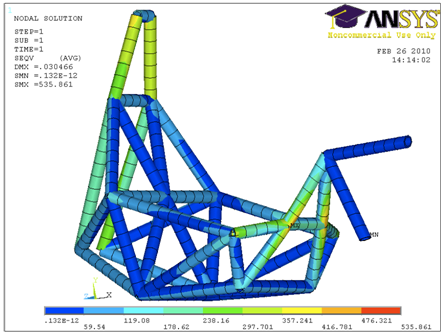 1
NODAL SOLUTION
STEP=1
SUB =1
TIME=1
SEQV (AVG)
DMX =.030466
SMN =.132E-12
SMX =535.861
ANSYS
Noncommercial Use Only
FEB 26 2010
14:14:02
MX
MN
Z X
.132E-12 119.08 238.16 357.241 476.321
59.54 178.62 297.701 416.781 535.861